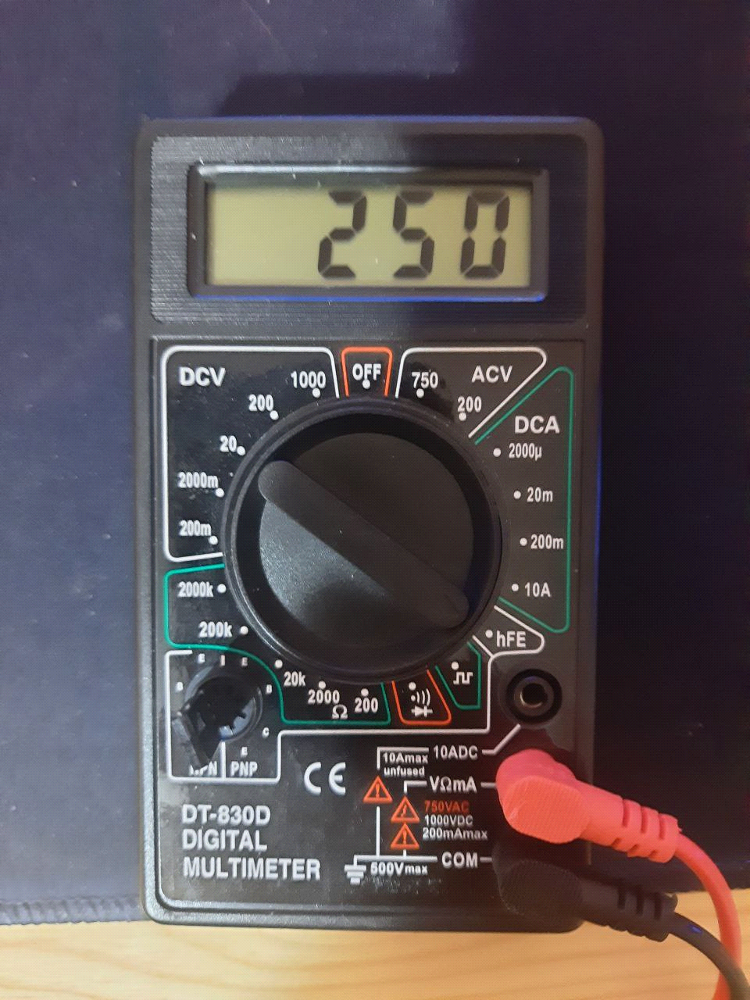 250
DCV
1000
OFF
750
ACV
200
200
DCA
20
2000µ
2000m
20m
200m
200m
2000k
10A
200k
hFE
E
E
B
B
20k
2000
Ω
200
C
E
PNP
10Amax
unfused
10ADC
CE
VΩmA
750VAC
1000VDC
200mAmax
DT-830D
DIGITAL
MULTIMETER
500Vmax
COM